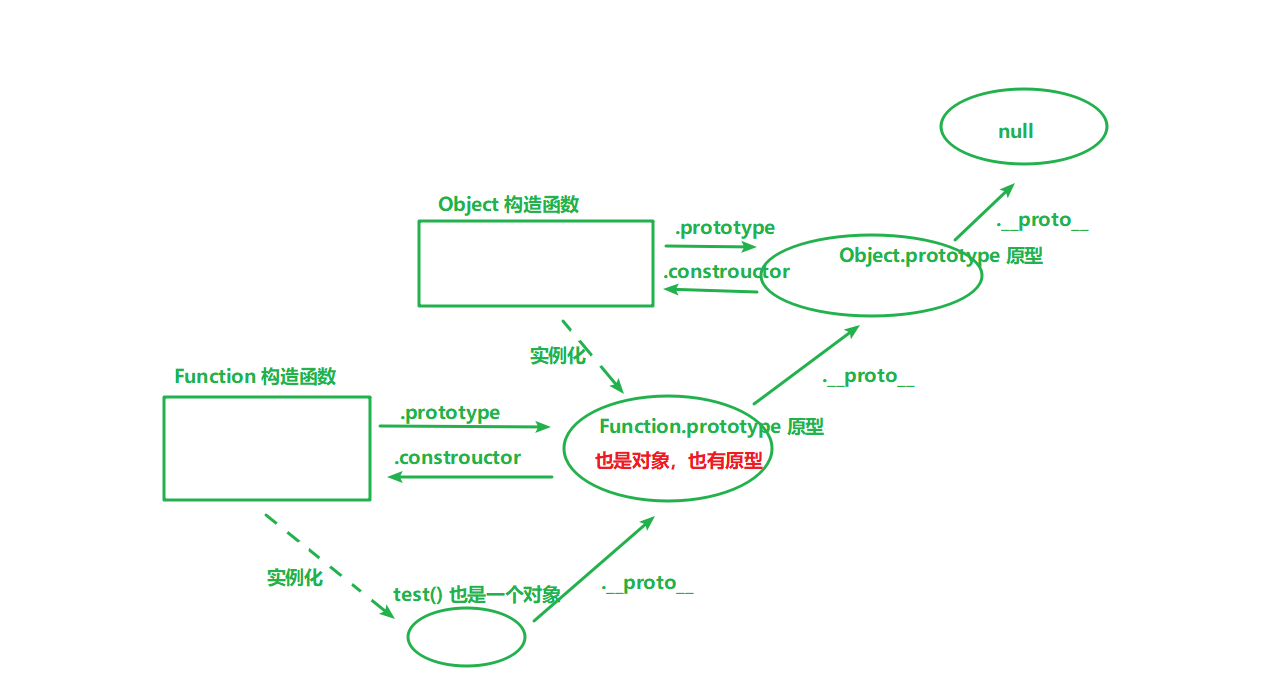 null
Object 构造函数
.prototype
.__proto__
Object.prototype 原型
.constrouctor
实例化
Function 构造函数
.__proto__
.prototype
Function.prototype 原型
.constrouctor
也是对象，也有原型
实例化
test() 也是一个对象
.__proto__